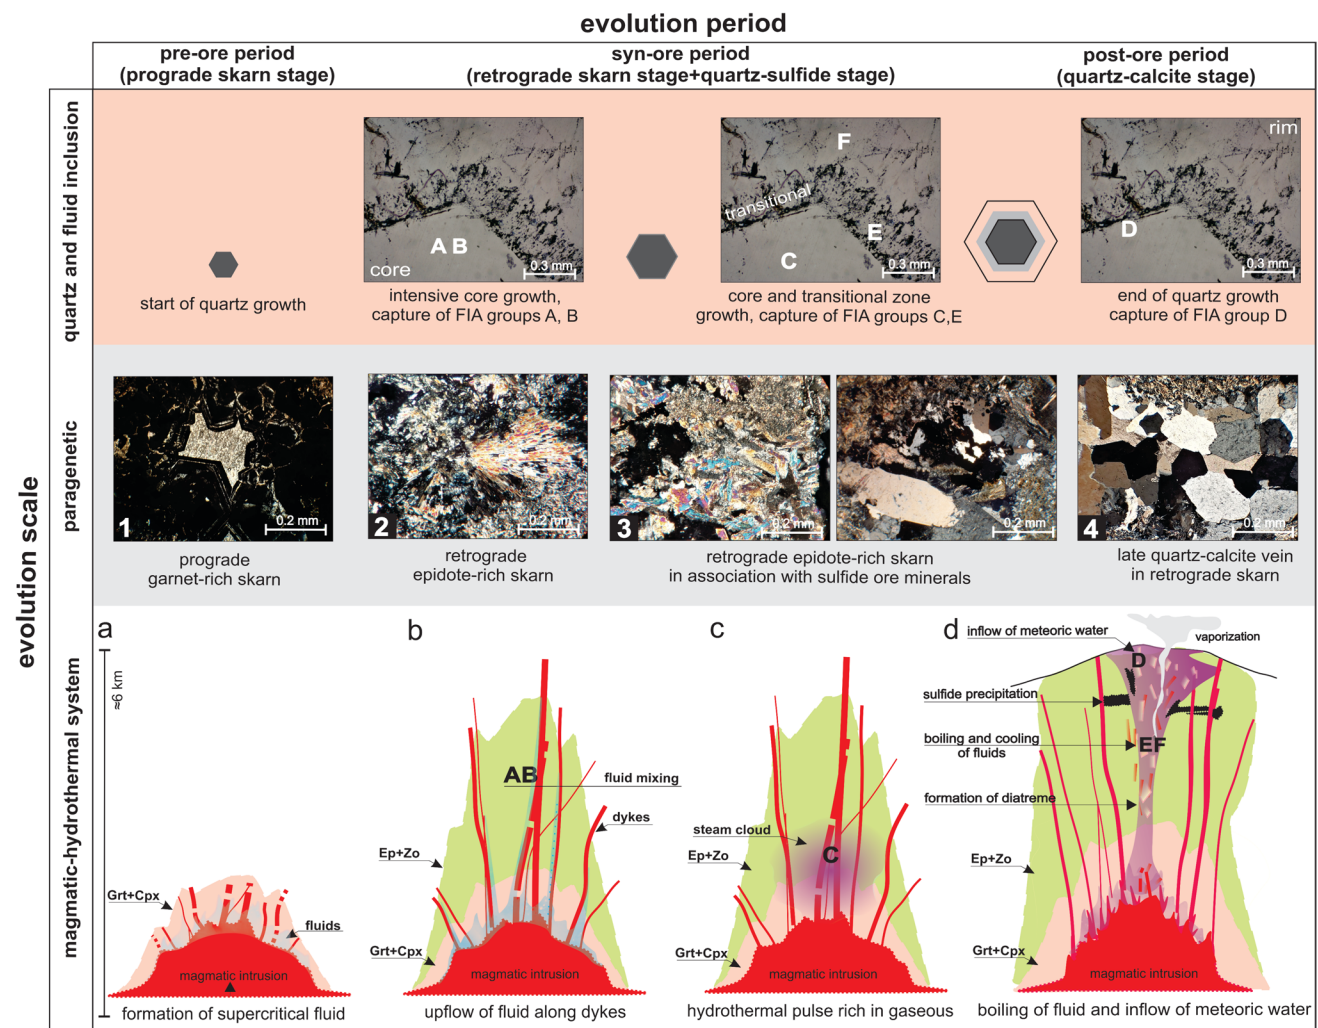 evolution period
pre-ore period
(prograde skarn stage)
syn-ore period
(retrograde skarn stage+quartz-sulfide stage)
post-ore period
(quartz-calcite stage)
evolution scale
quartz and fluid inclusion
start of quartz growth
A B
core
0.3 mm
intensive core growth,
capture of FIA groups A, B
F
transitional
E
C
0.3 mm
core and transitional zone
growth, capture of FIA groups C,E
rim
D
0.3 mm
end of quartz growth
capture of FIA group D
paragenetic
1
0.2 mm
prograde
garnet-rich skarn
2
0.2 mm
retrograde
epidote-rich skarn
3
0.2 mm
0.2 mm
retrograde epidote-rich skarn
in association with sulfide ore minerals
4
0.2 mm
late quartz-calcite vein
in retrograde skarn
magmatic-hydrothermal system
a
≈6 km
Grt+Cpx
fluids
magmatic intrusion
formation of supercritical fluid
b
AB
fluid mixing
dykes
Ep+Zo
Grt+Cpx
magmatic intrusion
upflow of fluid along dykes
c
steam cloud
C
Ep+Zo
Grt+Cpx
magmatic intrusion
hydrothermal pulse rich in gaseous
d
inflow of meteoric water
vaporization
D
sulfide precipitation
boiling and cooling
of fluids
EF
formation of diatreme
Ep+Zo
Grt+Cpx
magmatic intrusion
boiling of fluid and inflow of meteoric water